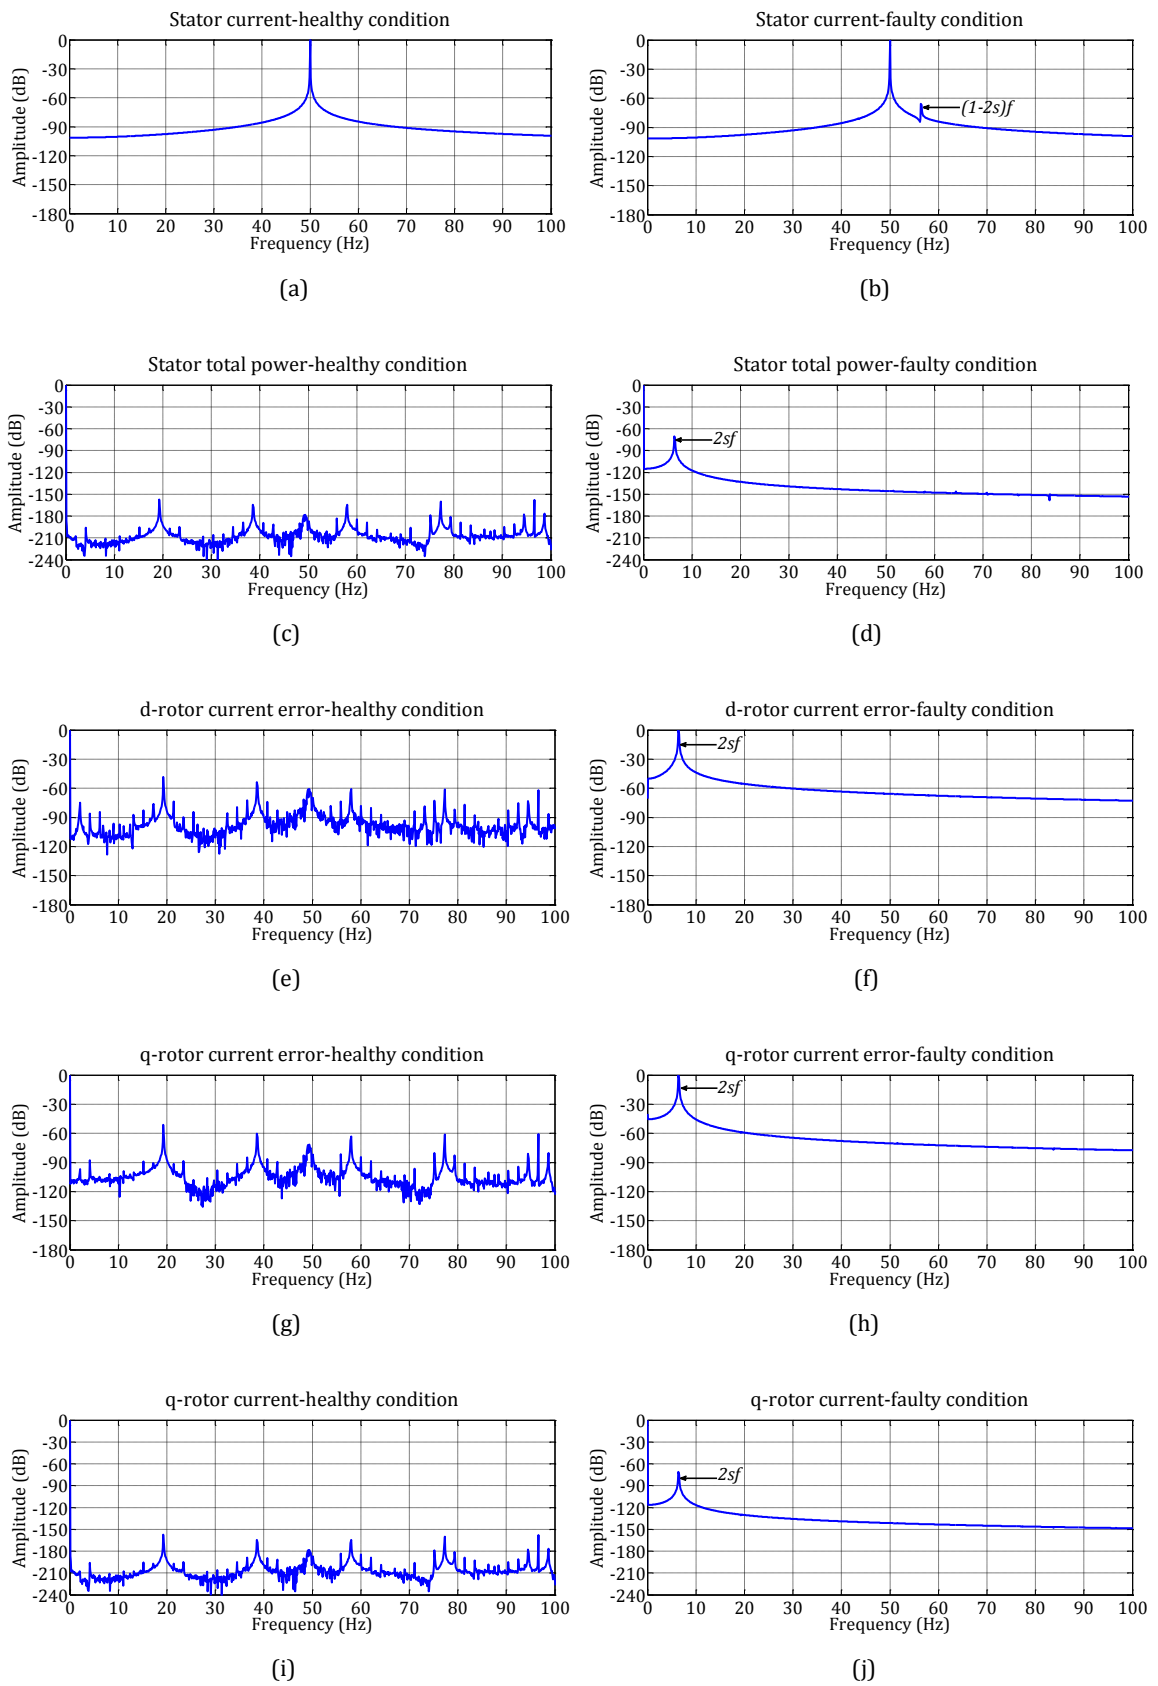 Stator current-healthy condition
Amplitude (dB)
0
-30
-60
-90
-120
-150
-180
0 10 20 30 40 50 60 70 80 90 100
Frequency (Hz)
(a)
Stator current-faulty condition
Amplitude (dB)
0
-30
-60
-90
-120
-150
-180
(1-2s)f
0 10 20 30 40 50 60 70 80 90 100
Frequency (Hz)
(b)
Stator total power-healthy condition
Amplitude (dB)
0
-30
-60
-90
-120
-150
-180
-210
-240
0 10 20 30 40 50 60 70 80 90 100
Frequency (Hz)
(c)
Stator total power-faulty condition
Amplitude (dB)
0
-30
-60
-90
-120
-150
-180
-210
-240
2sf
0 10 20 30 40 50 60 70 80 90 100
Frequency (Hz)
(d)
d-rotor current error-healthy condition
Amplitude (dB)
0
-30
-60
-90
-120
-150
-180
0 10 20 30 40 50 60 70 80 90 100
Frequency (Hz)
(e)
d-rotor current error-faulty condition
Amplitude (dB)
0
-30
-60
-90
-120
-150
-180
2sf
0 10 20 30 40 50 60 70 80 90 100
Frequency (Hz)
(f)
q-rotor current error-healthy condition
Amplitude (dB)
0
-30
-60
-90
-120
-150
-180
0 10 20 30 40 50 60 70 80 90 100
Frequency (Hz)
(g)
q-rotor current error-faulty condition
Amplitude (dB)
0
-30
-60
-90
-120
-150
-180
2sf
0 10 20 30 40 50 60 70 80 90 100
Frequency (Hz)
(h)
q-rotor current-healthy condition
Amplitude (dB)
0
-30
-60
-90
-120
-150
-180
-210
-240
0 10 20 30 40 50 60 70 80 90 100
Frequency (Hz)
(i)
q-rotor current-faulty condition
Amplitude (dB)
0
-30
-60
-90
-120
-150
-180
-210
-240
2sf
0 10 20 30 40 50 60 70 80 90 100
Frequency (Hz)
(j)